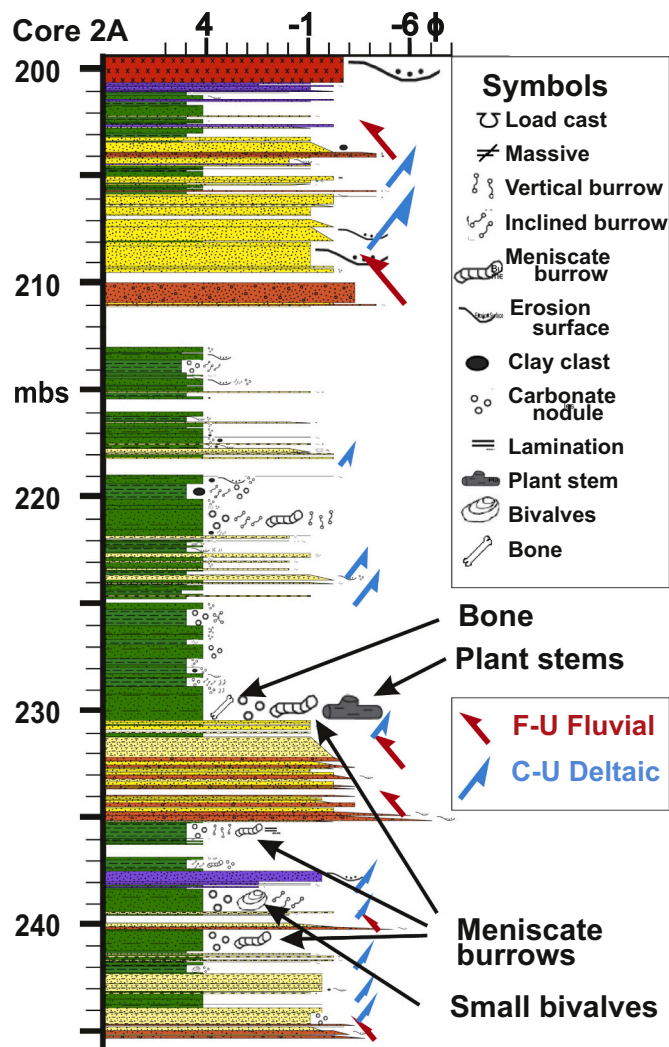 Core 2A
4 -1 -6 ϕ
200
210
mbs
220
230
240
Symbols
Load cast
Massive
Vertical burrow
Inclined burrow
Meniscate
burrow
Erosion
surface
Clay clast
Carbonate
nodule
Lamination
Plant stem
Bivalves
Bone
Bone
Plant stems
F-U Fluvial
C-U Deltaic
Meniscate
burrows
Small bivalves